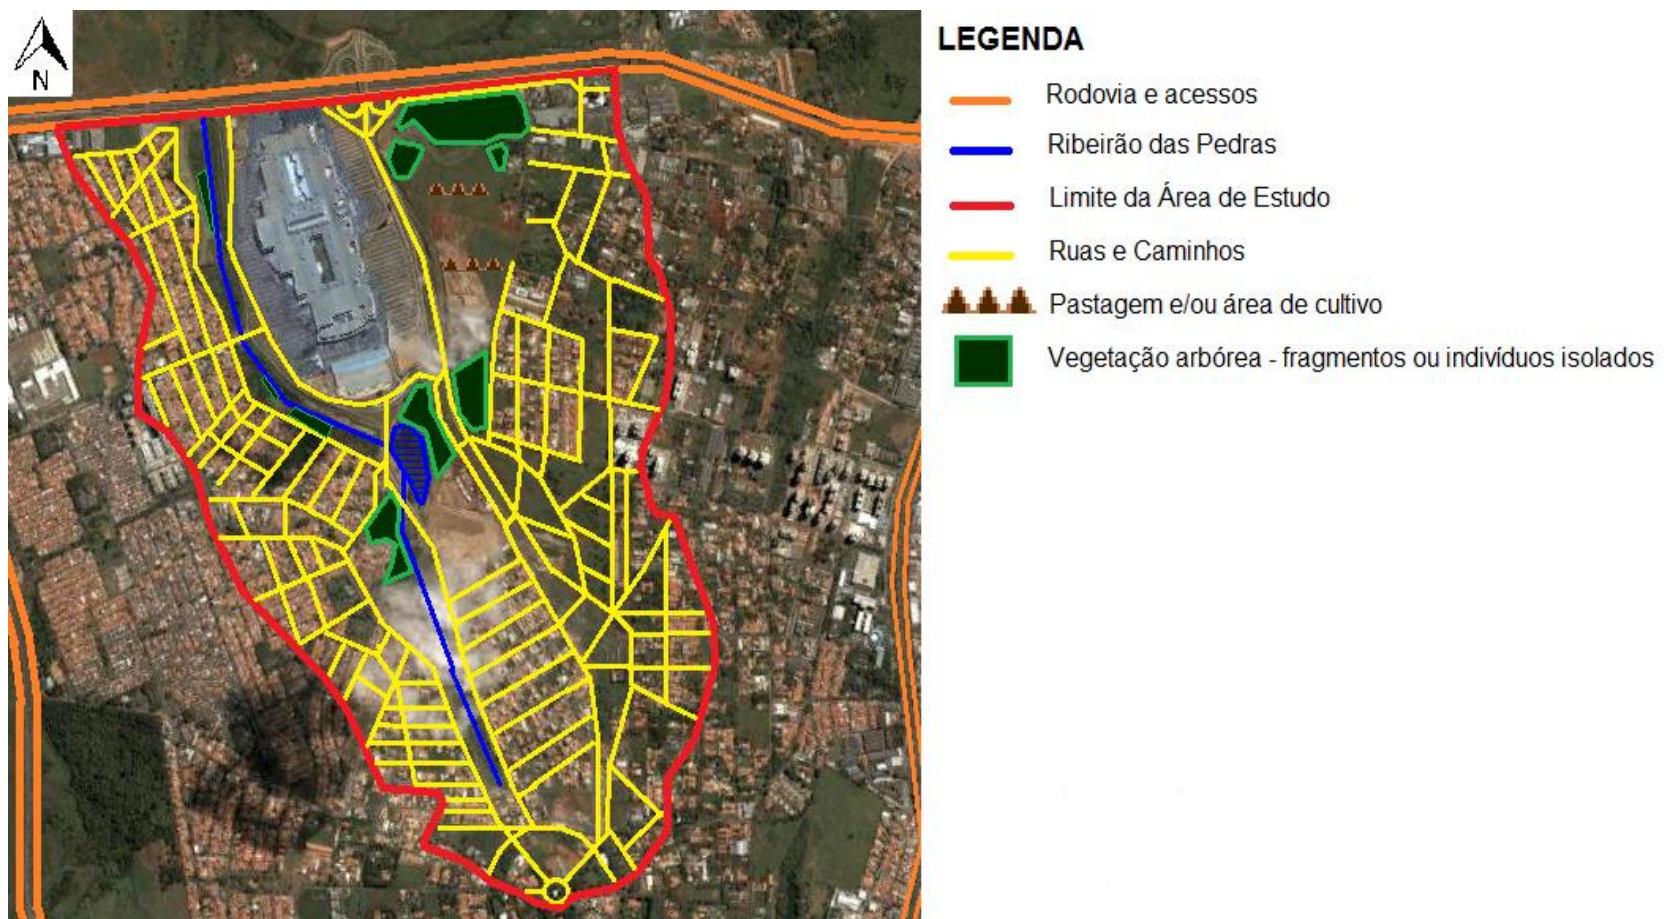 N
LEGENDA
Rodovia e acessos
Ribeirão das Pedras
Limite da Área de Estudo
Ruas e Caminhos
Pastagem e/ou área de cultivo
Vegetação arbórea - fragmentos ou indivíduos isolados